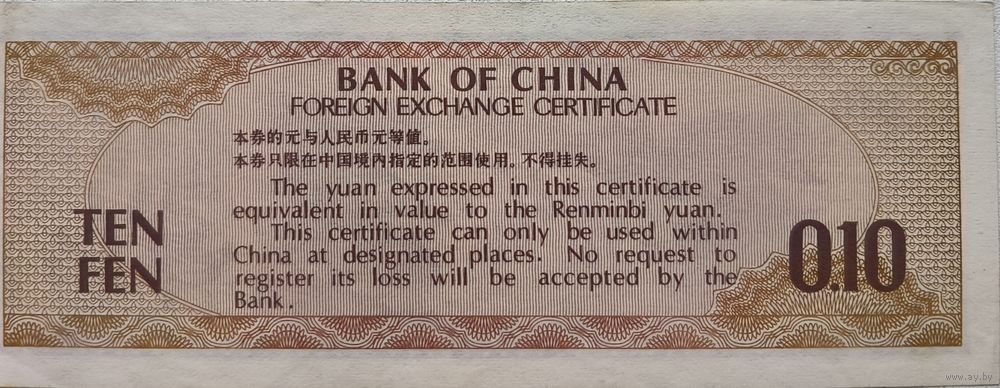 BANK OF CHINA
FOREIGN EXCHANGE CERTIFICATE
本券的元与人民币元等值。
本券只限在中国境内指定的范围使用。不得挂失。
The yuan expressed in this certificate is
equivalent in value to the Renminbi yuan.
This certificate can only be used within
China at designated places. No request to
register its loss will be accepted by the
Bank.
TEN
FEN
0.10
www.ay.by